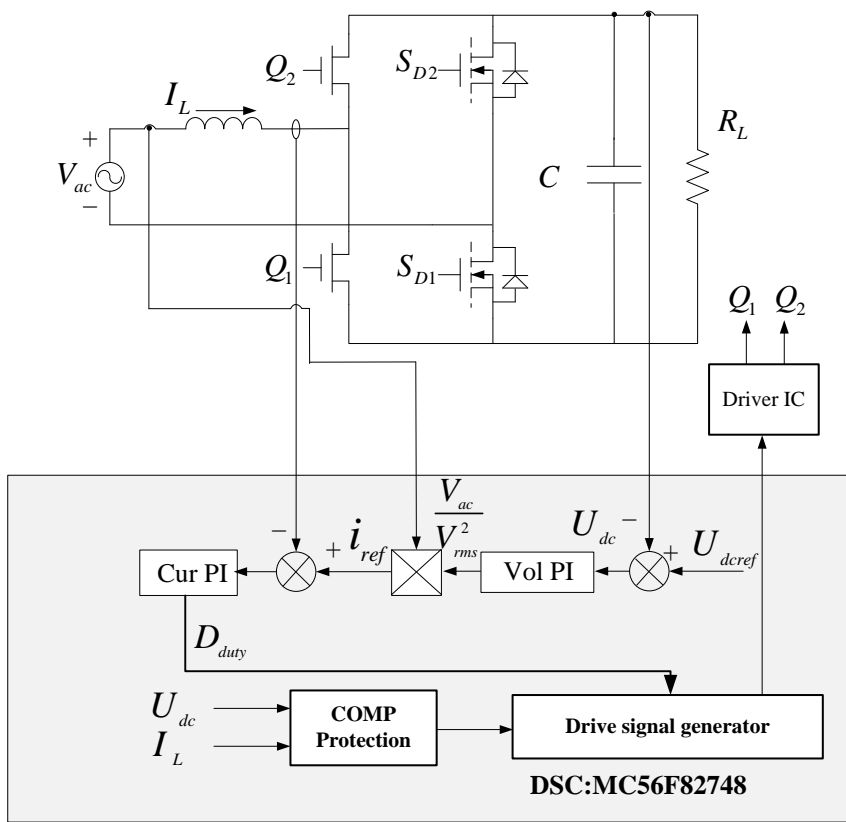 Q2
SD2
IL
+
Vac
−
RL
C
Q1
SD1
Q1
Q2
Driver IC
Vac
V²rms
−
+
iref
Udc
−
+
Udcref
Cur PI
Vol PI
Dduty
Udc
IL
COMP
Protection
Drive signal generator
DSC:MC56F82748